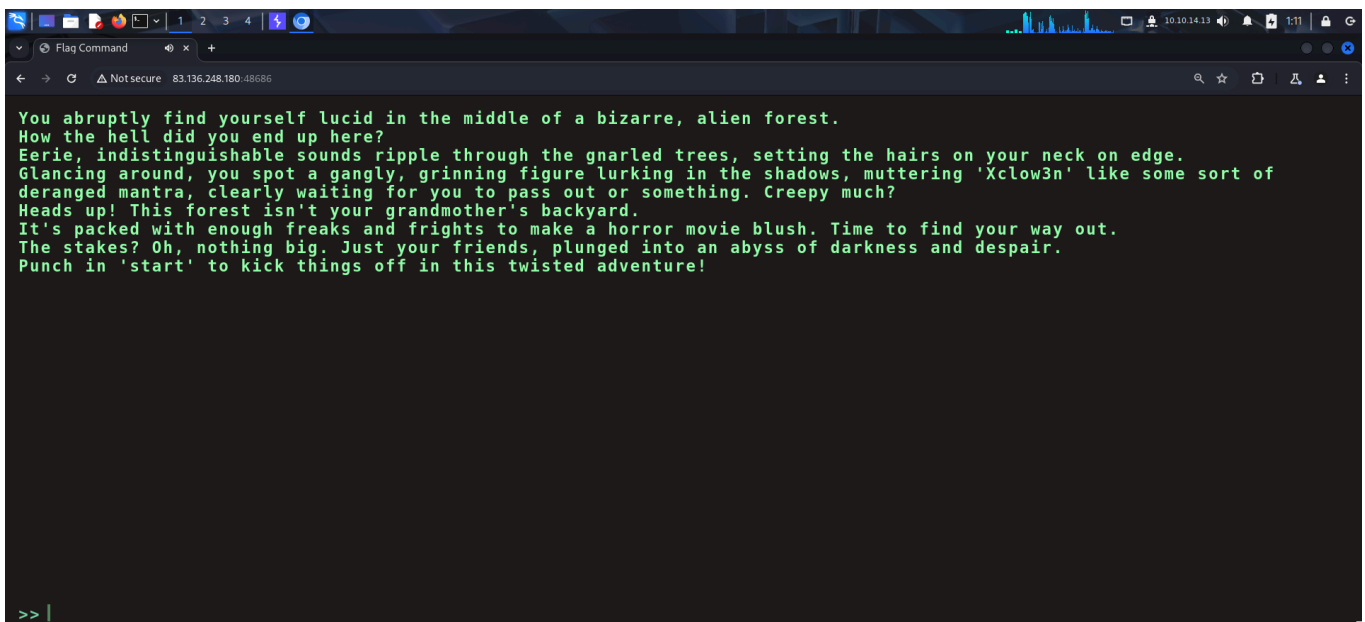 1 2 3 4
10.10.14.13
1:11
Flag Command
Not secure 83.136.248.180:48686
You abruptly find yourself lucid in the middle of a bizarre, alien forest.
How the hell did you end up here?
Eerie, indistinguishable sounds ripple through the gnarled trees, setting the hairs on your neck on edge.
Glancing around, you spot a gangly, grinning figure lurking in the shadows, muttering 'Xclow3n' like some sort of
deranged mantra, clearly waiting for you to pass out or something. Creepy much?
Heads up! This forest isn't your grandmother's backyard.
It's packed with enough freaks and frights to make a horror movie blush. Time to find your way out.
The stakes? Oh, nothing big. Just your friends, plunged into an abyss of darkness and despair.
Punch in 'start' to kick things off in this twisted adventure!
>>